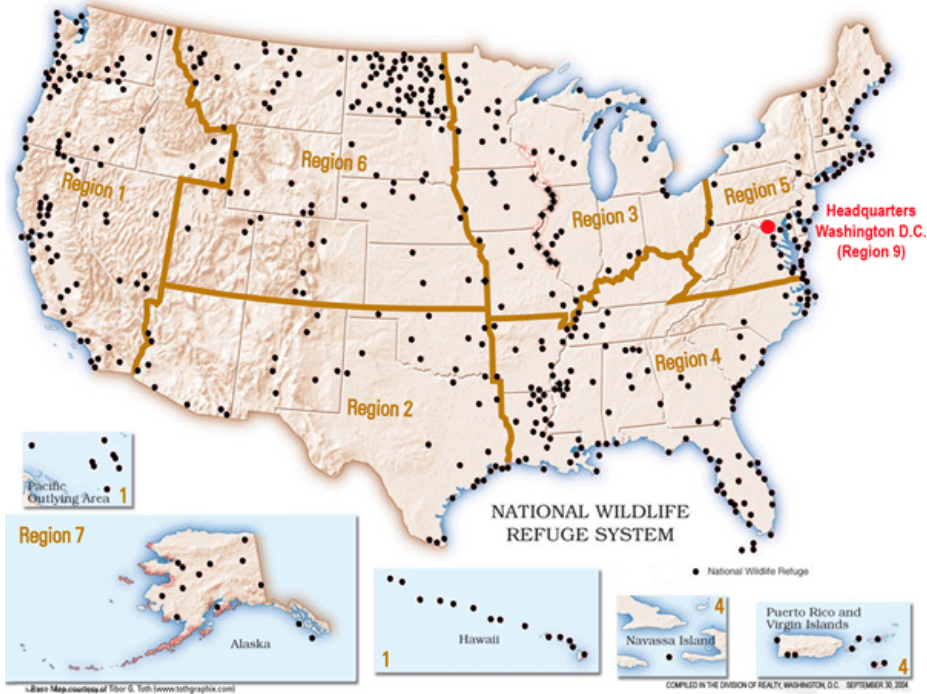 Region 6
Region 1
Region 3
Region 5
Headquarters
Washington D.C.
(Region 9)
Region 4
Region 2
Pacific
Outlying Area
1
NATIONAL WILDLIFE
REFUGE SYSTEM
Region 7
National Wildlife Refuge
Alaska
Hawaii
1
4
Navassa Island
Puerto Rico and
Virgin Islands
4
Base Map courtesy of Tibor G. Toth (www.tothgraphix.com)
COMPILED IN THE DIVISION OF REALTY, WASHINGTON, D.C. SEPTEMBER 30, 2004